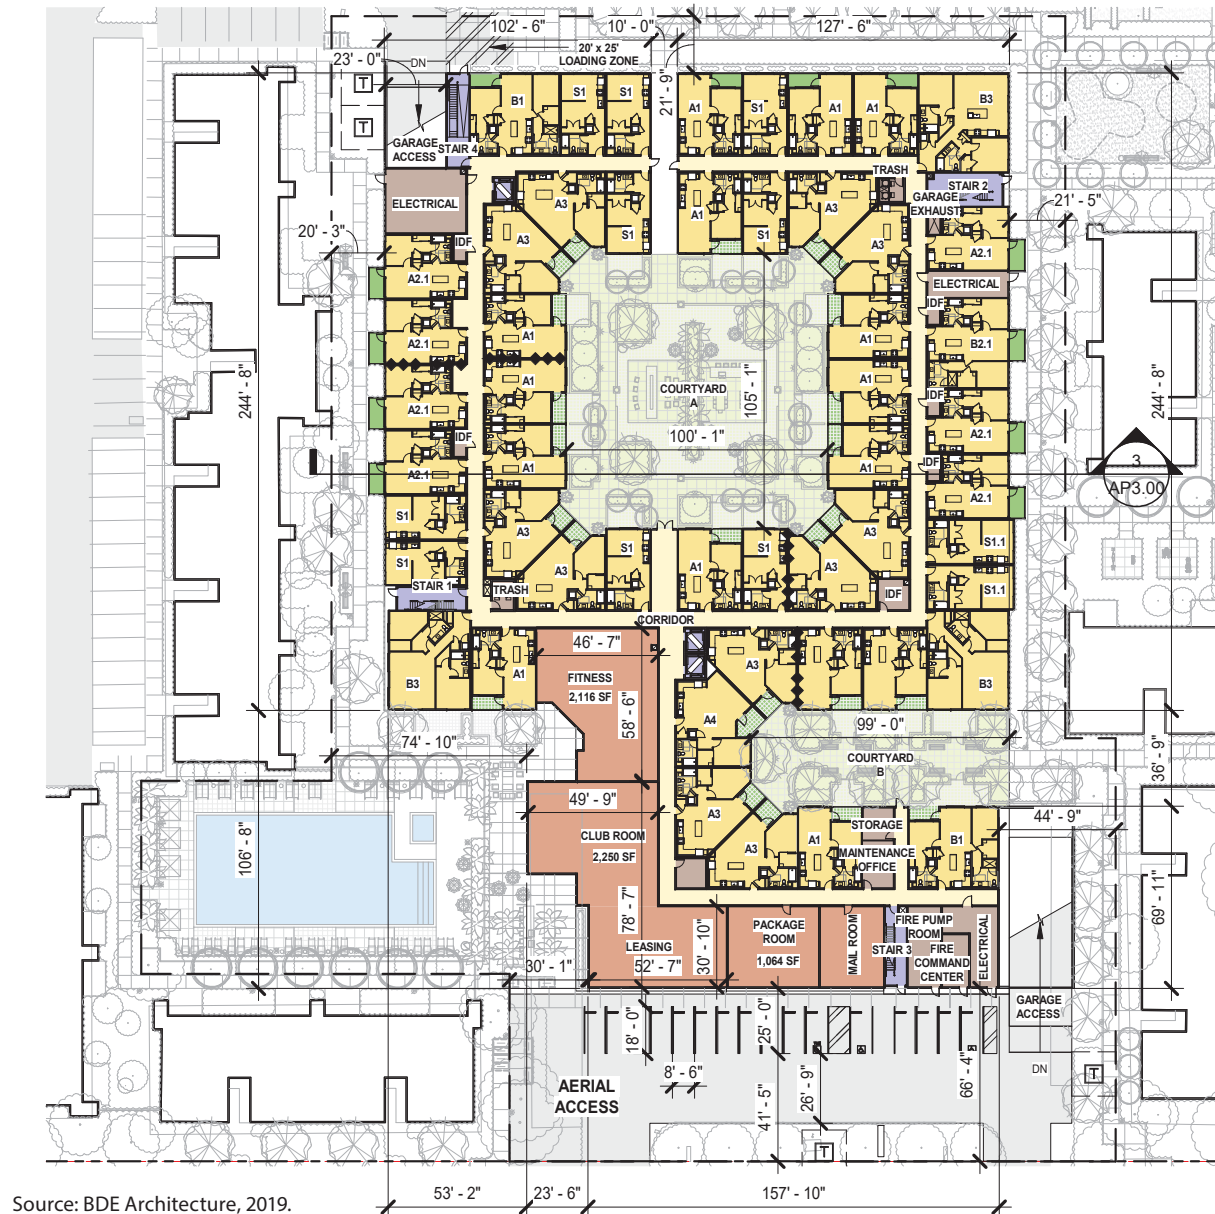 102' - 6"
10' - 0"
127' - 6"
20' x 25'
LOADING ZONE
23' - 0"
DN
T
T
21' - 9"
GARAGE
ACCESS
STAIR 4
B1
S1
S1
A1
S1
A1
A1
B3
ELECTRICAL
A3
S1
A1
S1
A3
TRASH
GARAGE
EXHAUST
STAIR 2
21' - 5"
20' - 3"
IDF
A3
A3
A2.1
A2.1
ELECTRICAL
IDF
A2.1
A1
A1
B2.1
244' - 8"
A1
COURTYARD
A
105' - 1"
A1
IDF
244' - 8"
A2.1
IDF
A1
100' - 1"
A1
A2.1
IDF
3
AP3.00
A2.1
A1
A1
A2.1
S1
A3
A3
S1
S1
A1
S1
S1.1
STAIR 1
TRASH
A3
A3
IDF
S1.1
CORRIDOR
46' - 7"
B3
A1
FITNESS
2,116 SF
58' - 6"
A3
B3
A4
99' - 0"
74' - 10"
COURTYARD
B
36' - 9"
49' - 9"
44' - 9"
106' - 8"
CLUB ROOM
2,250 SF
A3
A3
A1
STORAGE
MAINTENANCE
OFFICE
B1
69' - 11"
78' - 7"
LEASING
30' - 10"
PACKAGE
ROOM
1,064 SF
MAIL ROOM
STAIR 3
FIRE PUMP
ROOM
FIRE
COMMAND
CENTER
ELECTRICAL
30' - 1"
52' - 7"
GARAGE
ACCESS
18' - 0"
25' - 0"
8' - 6"
26' - 9"
66' - 4"
DN
T
AERIAL
ACCESS
41' - 5"
T
53' - 2"
23' - 6"
157' - 10"
Source: BDE Architecture, 2019.